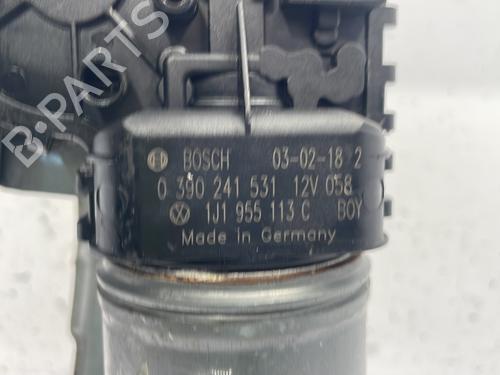 B-PARTS
BOSCH 03-02-18 2
0 390 241 531 12V 058
1J1 955 113 C BOY
Made in Germany